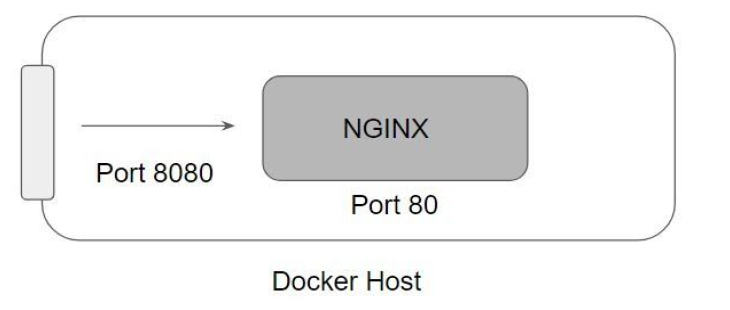 NGINX
Port 8080
Port 80
Docker Host